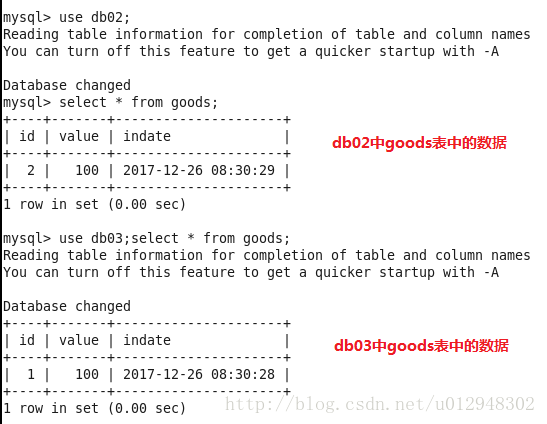 mysql> use db02;
Reading table information for completion of table and column names
You can turn off this feature to get a quicker startup with -A
Database changed
mysql> select * from goods;
+----+-------+---------------------+
| id | value | indate              |
+----+-------+---------------------+
|  2 |   100 | 2017-12-26 08:30:29 |
+----+-------+---------------------+
1 row in set (0.00 sec)
db02中goods表中的数据
mysql> use db03;select * from goods;
Reading table information for completion of table and column names
You can turn off this feature to get a quicker startup with -A
Database changed
+----+-------+---------------------+
| id | value | indate              |
+----+-------+---------------------+
|  1 |   100 | 2017-12-26 08:30:28 |
+----+-------+---------------------+
1 row in set (0.00 sec)
db03中goods表中的数据
http://blog.csdn.net/u012948302